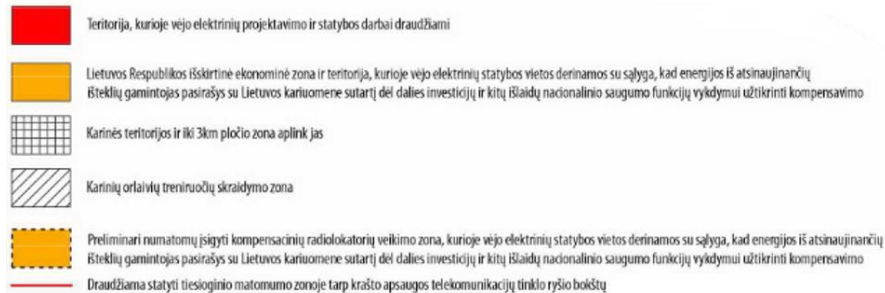 Teritorija, kurioje vėjo elektrinių projektavimo ir statybos darbai draudžiami
Lietuvos Respublikos išskirtinė ekonominė zona ir teritorija, kurioje vėjo elektrinių statybos vietos derinamos su sąlyga, kad energijos iš atsinaujinančių
išteklių gamintojas pasirašys su Lietuvos kariuomene sutartį dėl dalies investicijų ir kitų išlaidų nacionalinio saugumo funkcijų vykdymui užtikrinti kompensavimo
Karinės teritorijos ir iki 3km pločio zona aplink jas
Karinių orlaivių treniruočių skraidymo zona
Preliminari numatomų įsigyti kompensacinių radiolokatorių veikimo zona, kurioje vėjo elektrinių statybos vietos derinamos su sąlyga, kad energijos iš atsinaujinančių
išteklių gamintojas pasirašys su Lietuvos kariuomene sutartį dėl dalies investicijų ir kitų išlaidų nacionalinio saugumo funkcijų vykdymui užtikrinti kompensavimo
Draudžiama statyti tiesioginio matomumo zonoje tarp krašto apsaugos telekomunikacijų tinklo ryšio bokštų